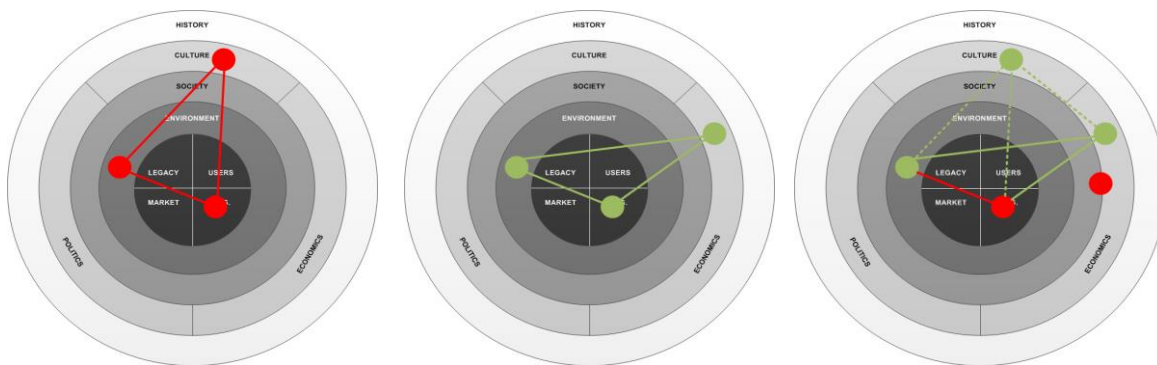 HISTORY
CULTURE
SOCIETY
ENVIRONMENT
LEGACY USERS
MARKET
POLITICS
ECONOMICS
HISTORY
CULTURE
SOCIETY
ENVIRONMENT
LEGACY USERS
MARKET
POLITICS
ECONOMICS
HISTORY
CULTURE
SOCIETY
ENVIRONMENT
LEGACY USERS
MARKET
POLITICS
ECONOMICS